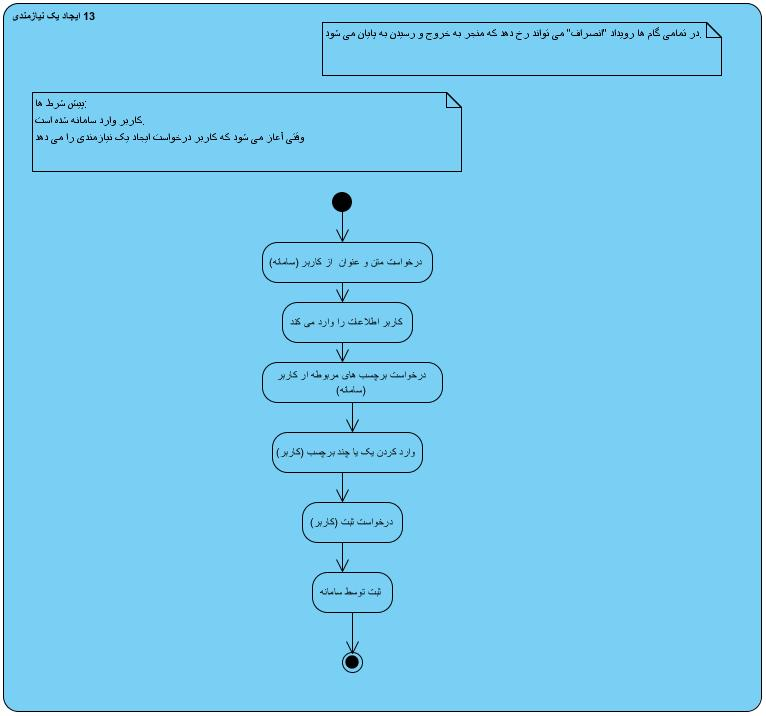 13 ایجاد یک نیازمندی
در تمامی گام ها رویداد "انصراف" می تواند رخ دهد که منجر به خروج و رسیدن به پایان می شود.
پیش شرط ها:
کاربر وارد سامانه شده است.
وقتی آغاز می شود که کاربر درخواست ایجاد یک نیازمندی را می دهد
درخواست متن و عنوان از کاربر (سامانه)
کاربر اطلاعات را وارد می کند
درخواست برچسب های مربوطه از کاربر
(سامانه)
وارد کردن یک یا چند برچسب (کاربر)
درخواست ثبت (کاربر)
ثبت توسط سامانه